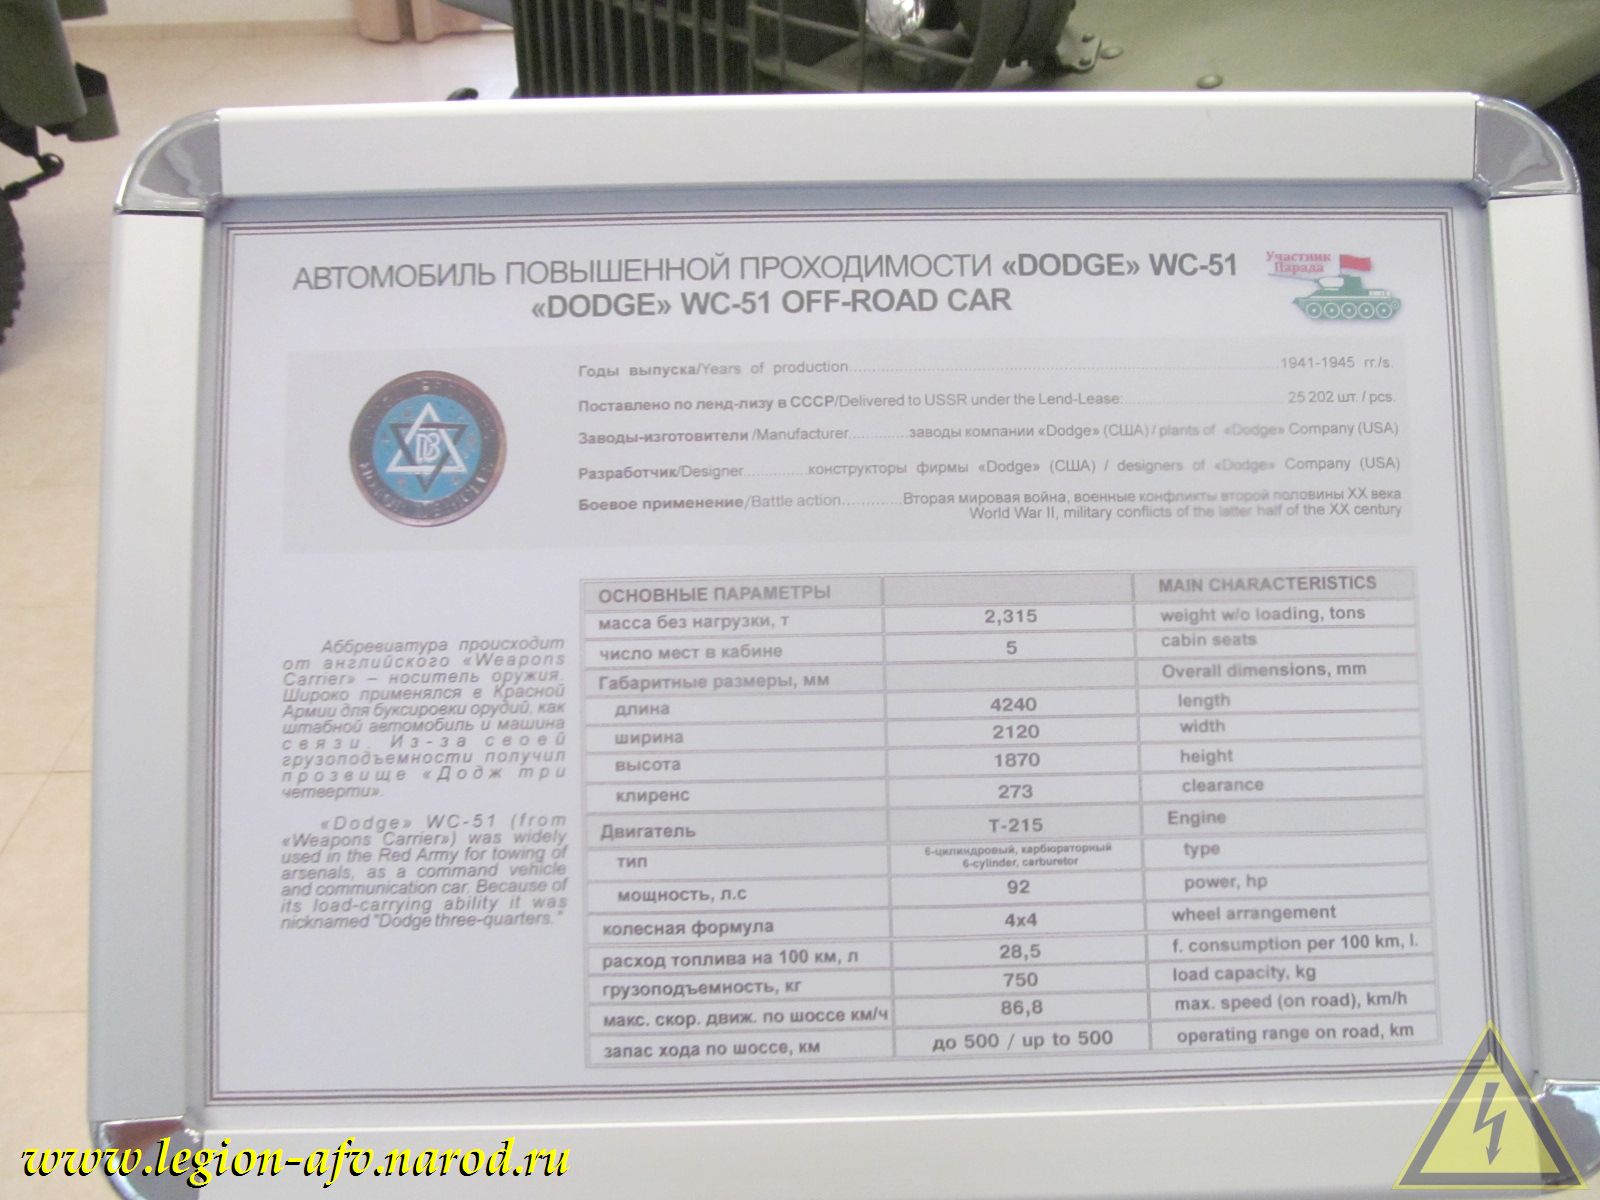 АВТОМОБИЛЬ ПОВЫШЕННОЙ ПРОХОДИМОСТИ «DODGE» WC-51
«DODGE» WC-51 OFF-ROAD CAR
Участник
Парада
DB
Годы выпуска/Years of production...1941-1945 гг./s.
Поставлено по ленд-лизу в СССР/Delivered to USSR under the Lend-Lease:...25 202 шт. / pcs.
Заводы-изготовители /Manufacturer...заводы компании «Dodge» (США) / plants of «Dodge» Company (USA)
Разработчик/Designer...конструкторы фирмы «Dodge» (США) / designers of «Dodge» Company (USA)
Боевое применение/Battle action...Вторая мировая война, военные конфликты второй половины XX века
World War II, military conflicts of the latter half of the XX century
Аббревиатура происходит
от английского «Weapons
Carrier» – носитель оружия.
Широко применялся в Красной
Армии для буксировки орудий, как
штабной автомобиль и машина
связи. Из-за своей
грузоподъемности получил
прозвище «Додж три
четверти».
«Dodge» WC-51 (from
«Weapons Carrier») was widely
used in the Red Army for towing of
arsenals, as a command vehicle
and communication car. Because of
its load-carrying ability it was
nicknamed "Dodge three-quarters."
ОСНОВНЫЕ ПАРАМЕТРЫ MAIN CHARACTERISTICS
масса без нагрузки, т 2,315 weight w/o loading, tons
число мест в кабине 5 cabin seats
Габаритные размеры, мм Overall dimensions, mm
длина 4240 length
ширина 2120 width
высота 1870 height
клиренс 273 clearance
Двигатель Т-215 Engine
тип 6-цилиндровый, карбюраторный type
6-cylinder, carburetor
мощность, л.с 92 power, hp
колесная формула 4x4 wheel arrangement
расход топлива на 100 км, л 28,5 f. consumption per 100 km, l.
грузоподъемность, кг 750 load capacity, kg
макс. скор. движ. по шоссе км/ч 86,8 max. speed (on road), km/h
запас хода по шоссе, км до 500 / up to 500 operating range on road, km
www.legion-afv.narod.ru